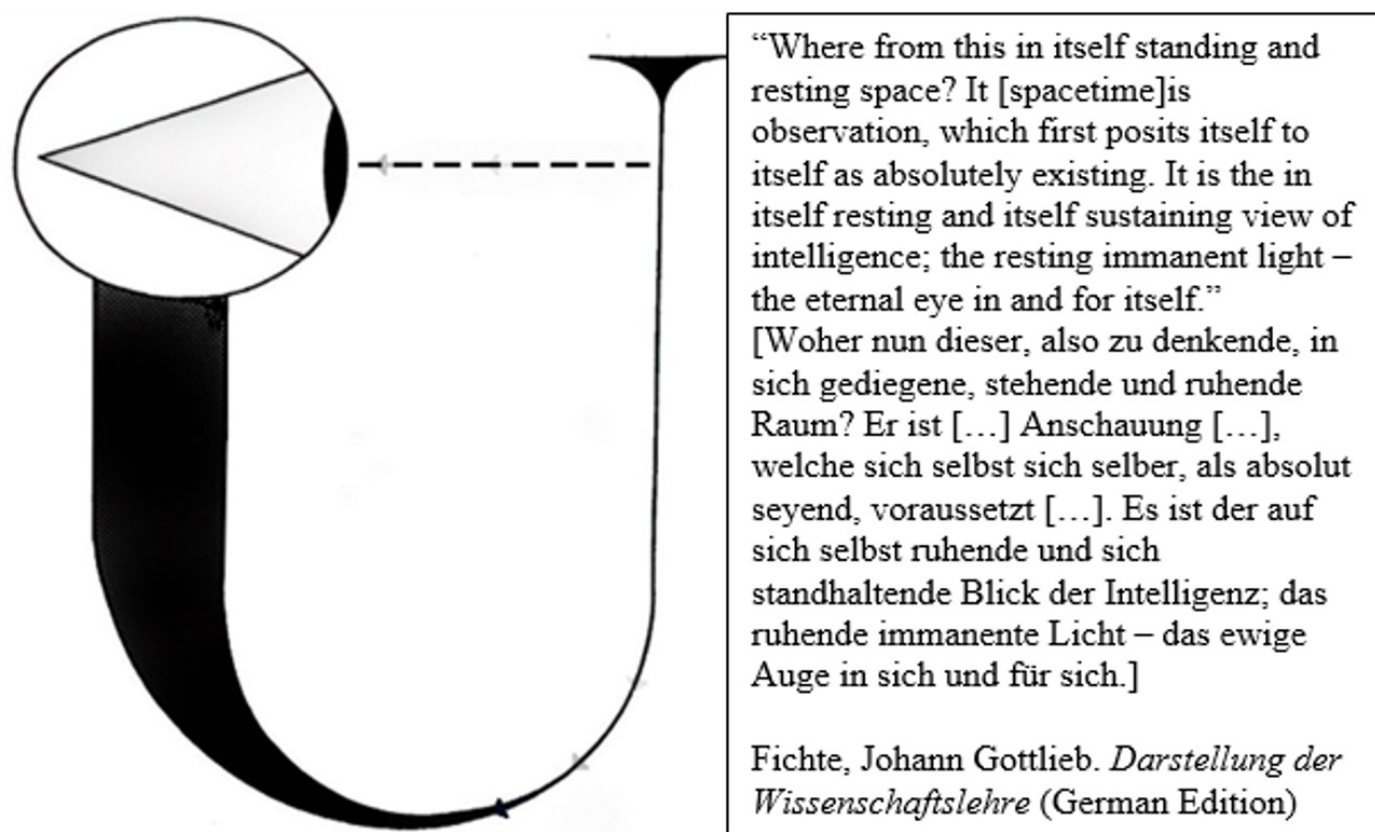 “Where from this in itself standing and
resting space? It [spacetime]is
observation, which first posits itself to
itself as absolutely existing. It is the in
itself resting and itself sustaining view of
intelligence; the resting immanent light –
the eternal eye in and for itself.”
[Woher nun dieser, also zu denkende, in
sich gediegene, stehende und ruhende
Raum? Er ist […] Anschauung […],
welche sich selbst sich selber, als absolut
seyend, voraussetzt […]. Es ist der auf
sich selbst ruhende und sich
standhaltende Blick der Intelligenz; das
ruhende immanente Licht – das ewige
Auge in sich und für sich.]
Fichte, Johann Gottlieb. Darstellung der
Wissenschaftslehre (German Edition)